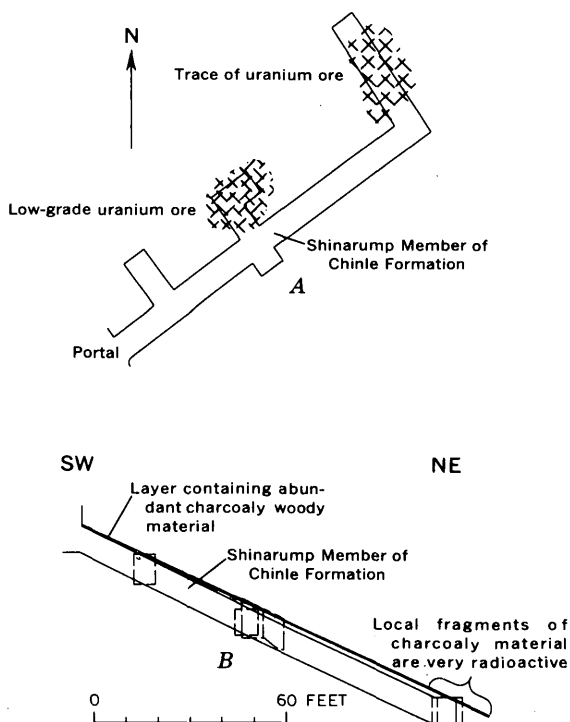 N
Trace of uranium ore
Low-grade uranium ore
Shinarump Member of
Chinle Formation
A
Portal
SW
NE
Layer containing abun-
dant charcoaly woody
material
Shinarump Member of
Chinle Formation
Local fragments of
charcoaly material
are very radioactive
B
0 60 FEET